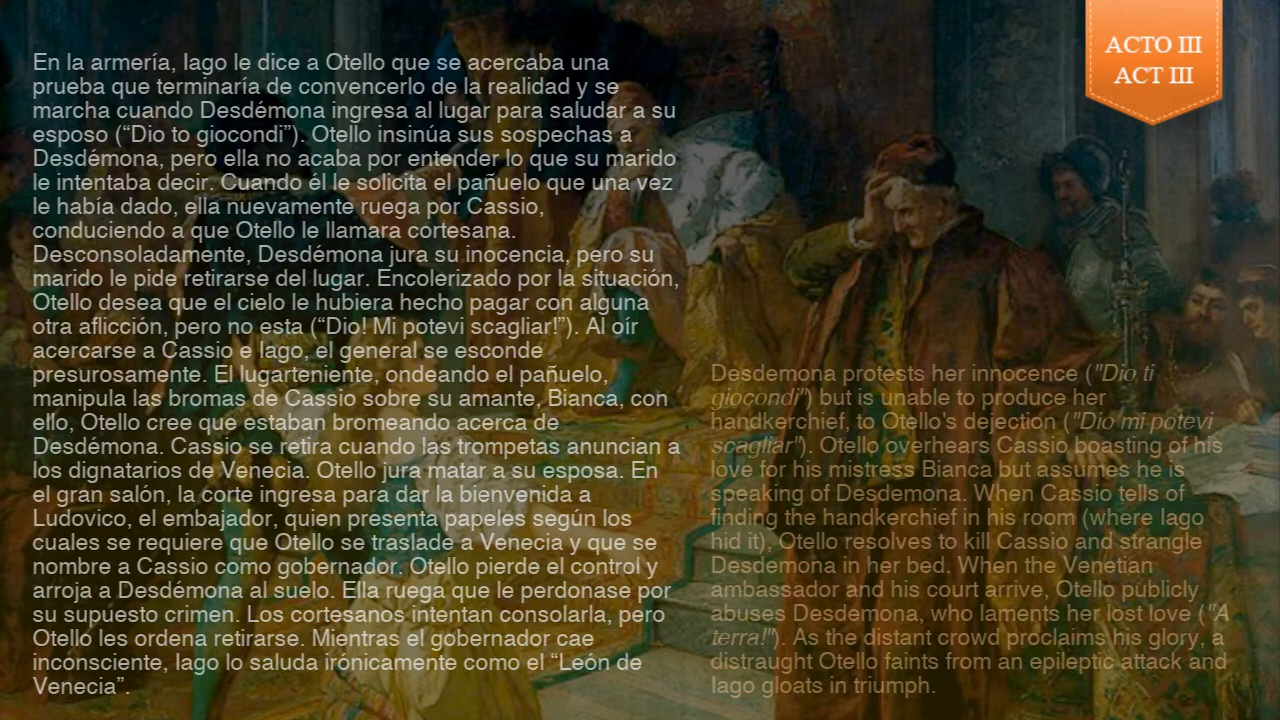 ACTO III
ACT III
En la armería, Iago le dice a Otello que se acercaba una
prueba que terminaría de convencerlo de la realidad y se
marcha cuando Desdémona ingresa al lugar para saludar a su
esposo (“Dio to giocondi”). Otello insinúa sus sospechas a
Desdémona, pero ella no acaba por entender lo que su marido
le intentaba decir. Cuando él le solicita el pañuelo que una vez
le había dado, ella nuevamente ruega por Cassio,
conduciendo a que Otello le llamara cortesana.
Desconsoladamente, Desdémona jura su inocencia, pero su
marido le pide retirarse del lugar. Encolerizado por la situación,
Otello desea que el cielo le hubiera hecho pagar con alguna
otra aflicción, pero no esta (“Dio! Mi potevi scagliar!”). Al oír
acercarse a Cassio e Iago, el general se esconde
presurosamente. El lugarteniente, ondeando el pañuelo,
manipula las bromas de Cassio sobre su amante, Bianca, con
ello, Otello cree que estaban bromeando acerca de
Desdémona. Cassio se retira cuando las trompetas anuncian a
los dignatarios de Venecia. Otello jura matar a su esposa. En
el gran salón, la corte ingresa para dar la bienvenida a
Ludovico, el embajador, quien presenta papeles según los
cuales se requiere que Otello se traslade a Venecia y que se
nombre a Cassio como gobernador. Otello pierde el control y
arroja a Desdémona al suelo. Ella ruega que le perdonase por
su supuesto crimen. Los cortesanos intentan consolarla, pero
Otello les ordena retirarse. Mientras el gobernador cae
inconsciente, Iago lo saluda irónicamente como el “León de
Venecia”.
Desdemona protests her innocence ("Dio ti
giocondi") but is unable to produce her
handkerchief, to Otello's dejection ("Dio mi potevi
scagliar"). Otello overhears Cassio boasting of his
love for his mistress Bianca but assumes he is
speaking of Desdemona. When Cassio tells of
finding the handkerchief in his room (where Iago
hid it), Otello resolves to kill Cassio and strangle
Desdemona in her bed. When the Venetian
ambassador and his court arrive, Otello publicly
abuses Desdemona, who laments her lost love ("A
terra!"). As the distant crowd proclaims his glory, a
distraught Otello faints from an epileptic attack and
Iago gloats in triumph.